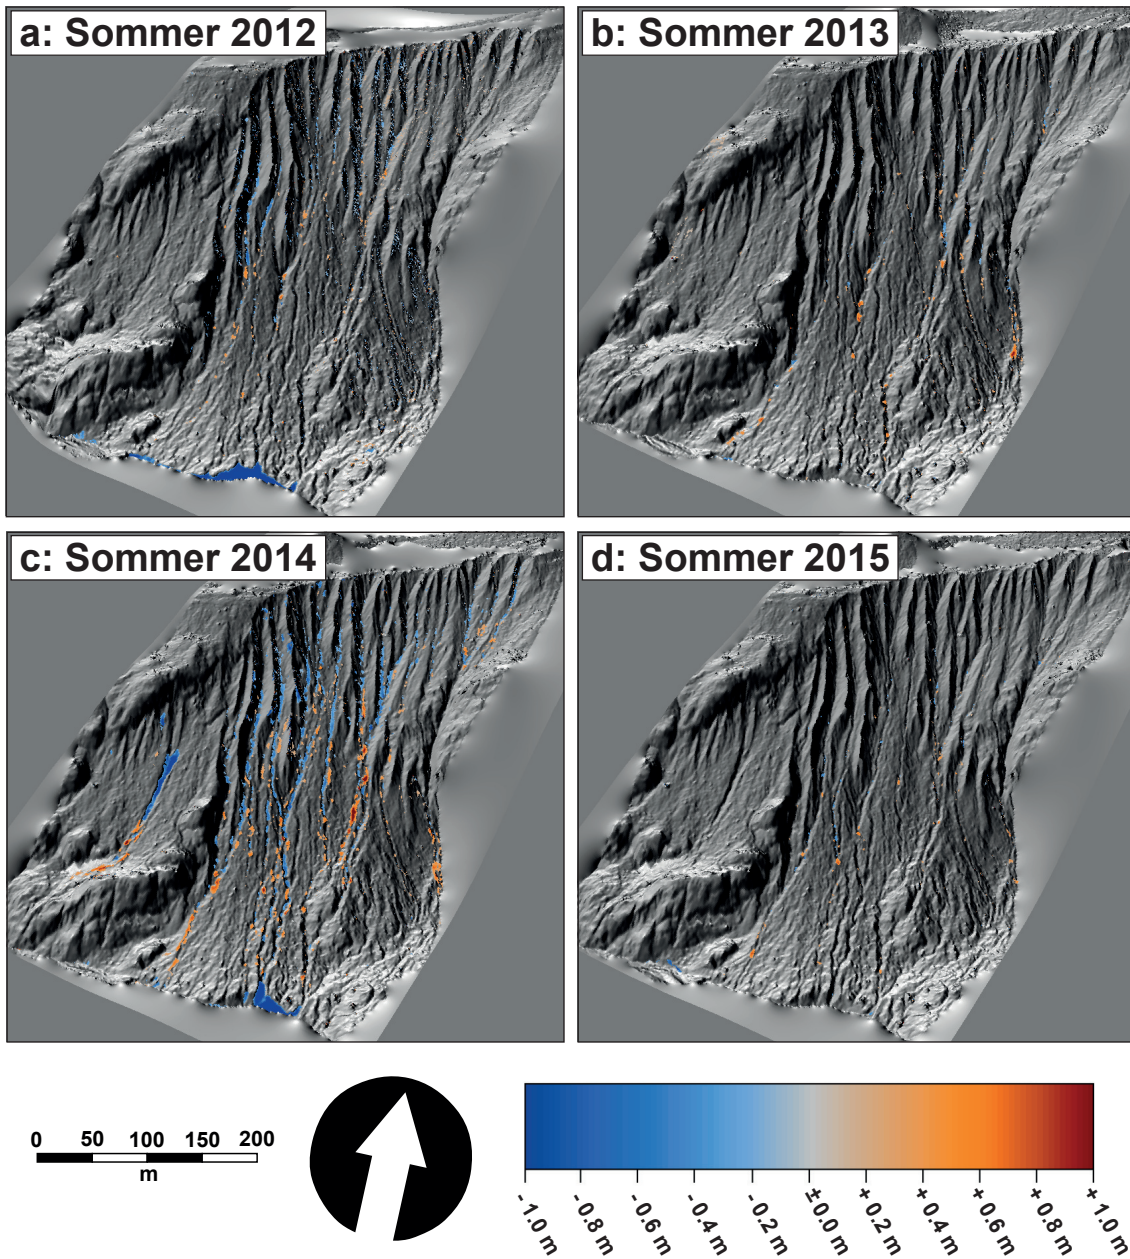 a: Sommer 2012
b: Sommer 2013
c: Sommer 2014
d: Sommer 2015
0 50 100 150 200
m
- 1.0 m
- 0.8 m
- 0.6 m
- 0.4 m
- 0.2 m
±0.0 m
+ 0.2 m
+ 0.4 m
+ 0.6 m
+ 0.8 m
+ 1.0 m